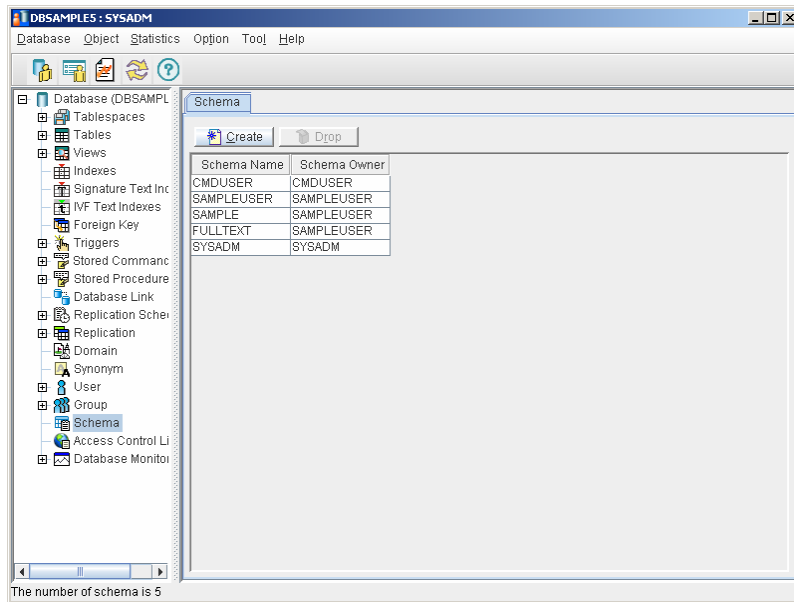 DBSAMPLE5 : SYSADM
Database Object Statistics Option Tool Help
Database (DBSAMPL
Tablespaces
Tables
Views
Indexes
Signature Text Inc
IVF Text Indexes
Foreign Key
Triggers
Stored Commanc
Stored Procedure
Database Link
Replication Sche
Replication
Domain
Synonym
User
Group
Schema
Access Control Li
Database Monitor
Schema
Create Drop
Schema Name Schema Owner
CMDUSER CMDUSER
SAMPLEUSER SAMPLEUSER
SAMPLE SAMPLEUSER
FULLTEXT SAMPLEUSER
SYSADM SYSADM
The number of schema is 5